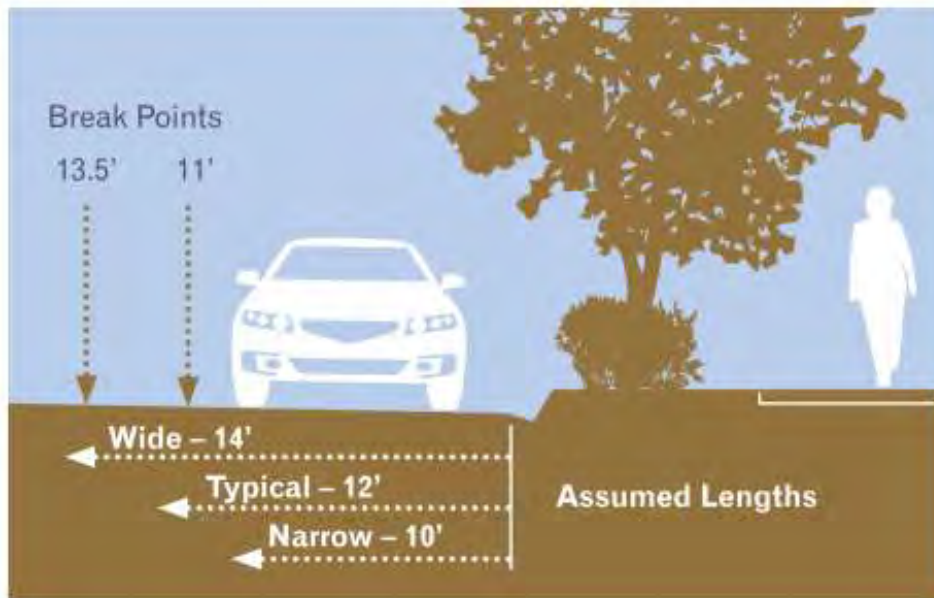 Break Points
13.5' 11'
Wide – 14'
Typical – 12'
Narrow – 10'
Assumed Lengths